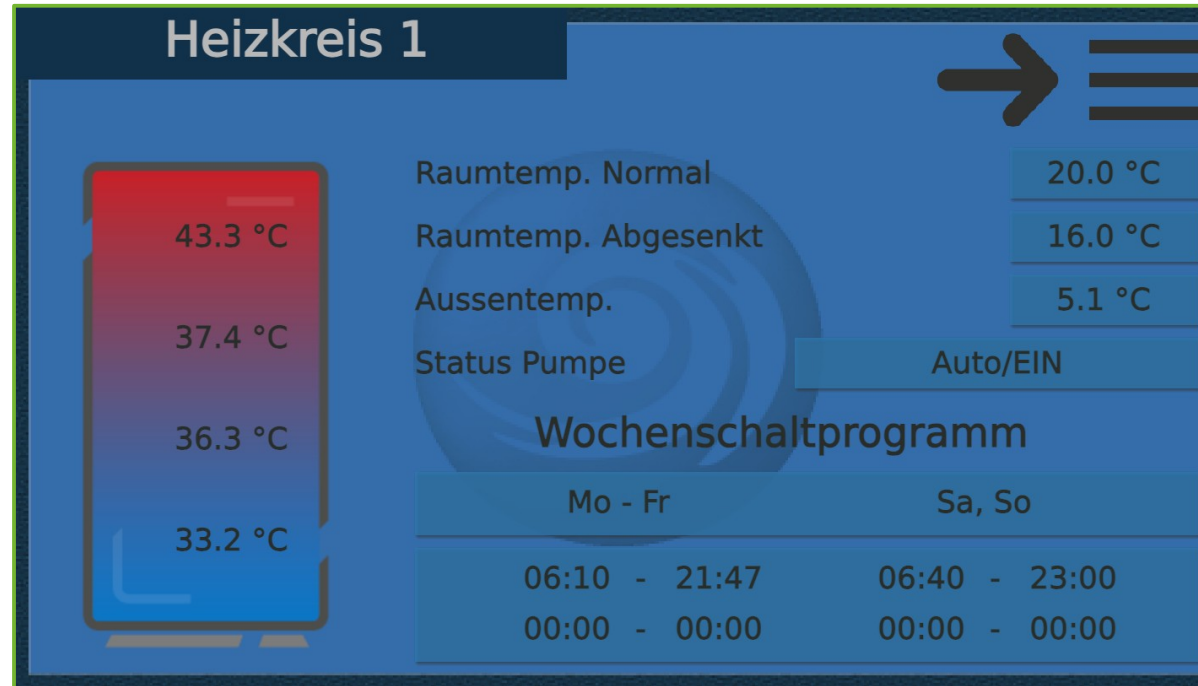 Heizkreis 1
43.3 °C
37.4 °C
36.3 °C
33.2 °C
Raumtemp. Normal 20.0 °C
Raumtemp. Abgesenkt 16.0 °C
Aussentemp. 5.1 °C
Status Pumpe Auto/EIN
Wochenschaltprogramm
Mo - Fr Sa, So
06:10 - 21:47 06:40 - 23:00
00:00 - 00:00 00:00 - 00:00